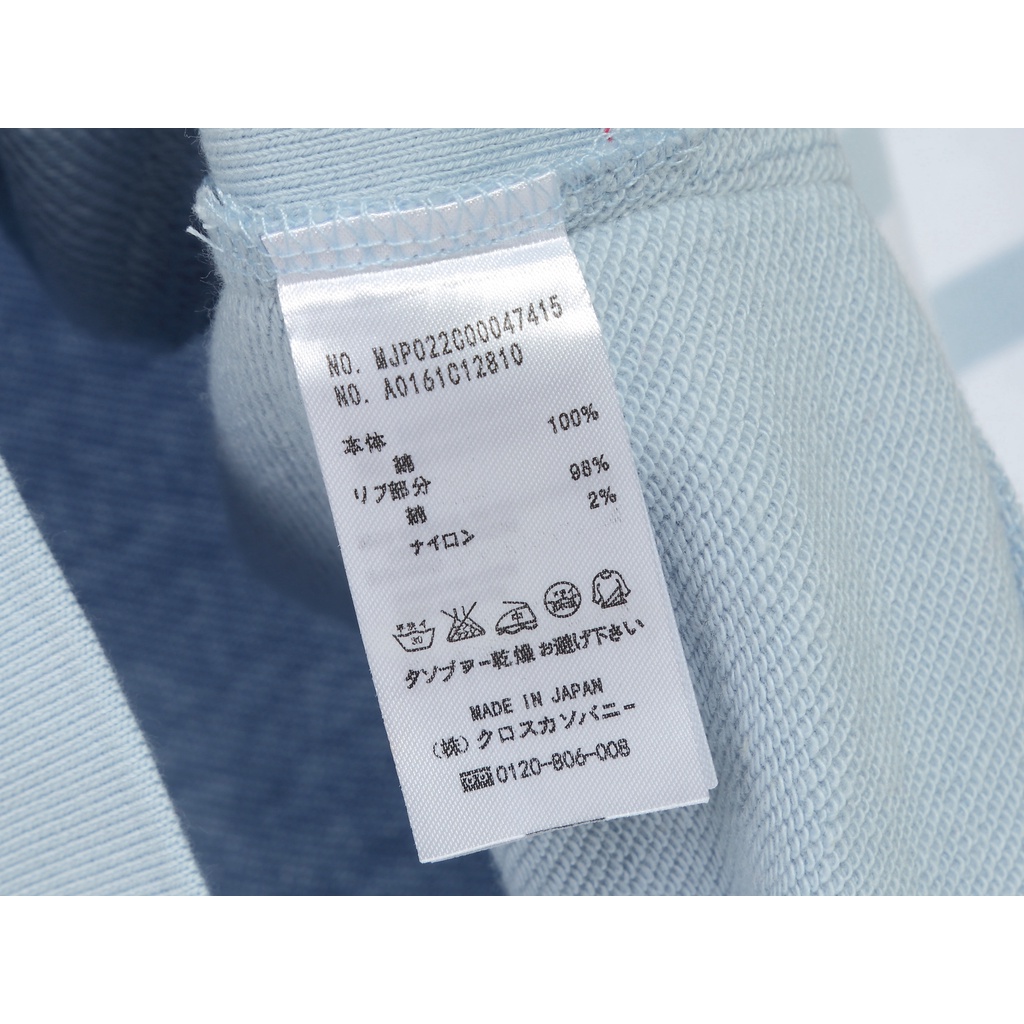 NO. MJP022C00047415
NO. A0161C12810
本体
綿 100%
リブ部分
綿 98%
ナイロン 2%
タンブラー乾燥お避け下さい
MADE IN JAPAN
(株)クロスカンパニー
0120-806-008